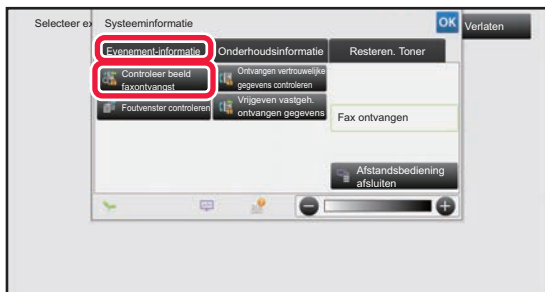 Selecteer ex
Systeeminformatie
OK
Verlaten
Evenement-informatie
Onderhoudsinformatie
Resteren. Toner
Controleer beeld
faxontvangst
Ontvangen vertrouwelijke
gegevens controleren
Foutvenster controleren
Vrijgeven vastgeh.
ontvangen gegevens
Fax ontvangen
Afstandsbediening
afsluiten